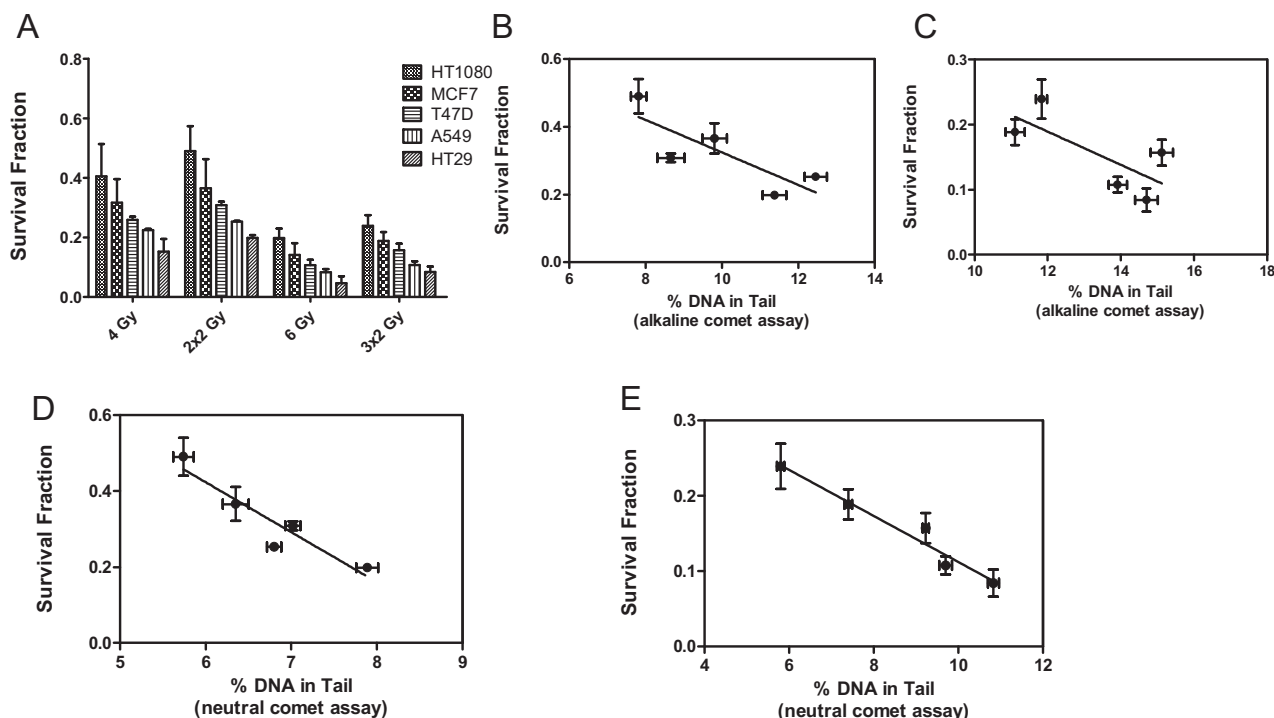 A
Survival Fraction
0.8
0.6
0.4
0.2
0.0
4 Gy
2x2 Gy
6 Gy
3x2 Gy
HT1080
MCF7
T47D
A549
HT29
B
Survival Fraction
0.6
0.4
0.2
0.0
6 8 10 12 14
% DNA in Tail
(alkaline comet assay)
C
Survival Fraction
0.3
0.2
0.1
0.0
10 12 14 16 18
% DNA in Tail
(alkaline comet assay)
D
Survival Fraction
0.6
0.4
0.2
0.0
5 6 7 8 9
% DNA in Tail
(neutral comet assay)
E
Survival Fraction
0.3
0.2
0.1
0.0
4 6 8 10 12
% DNA in Tail
(neutral comet assay)